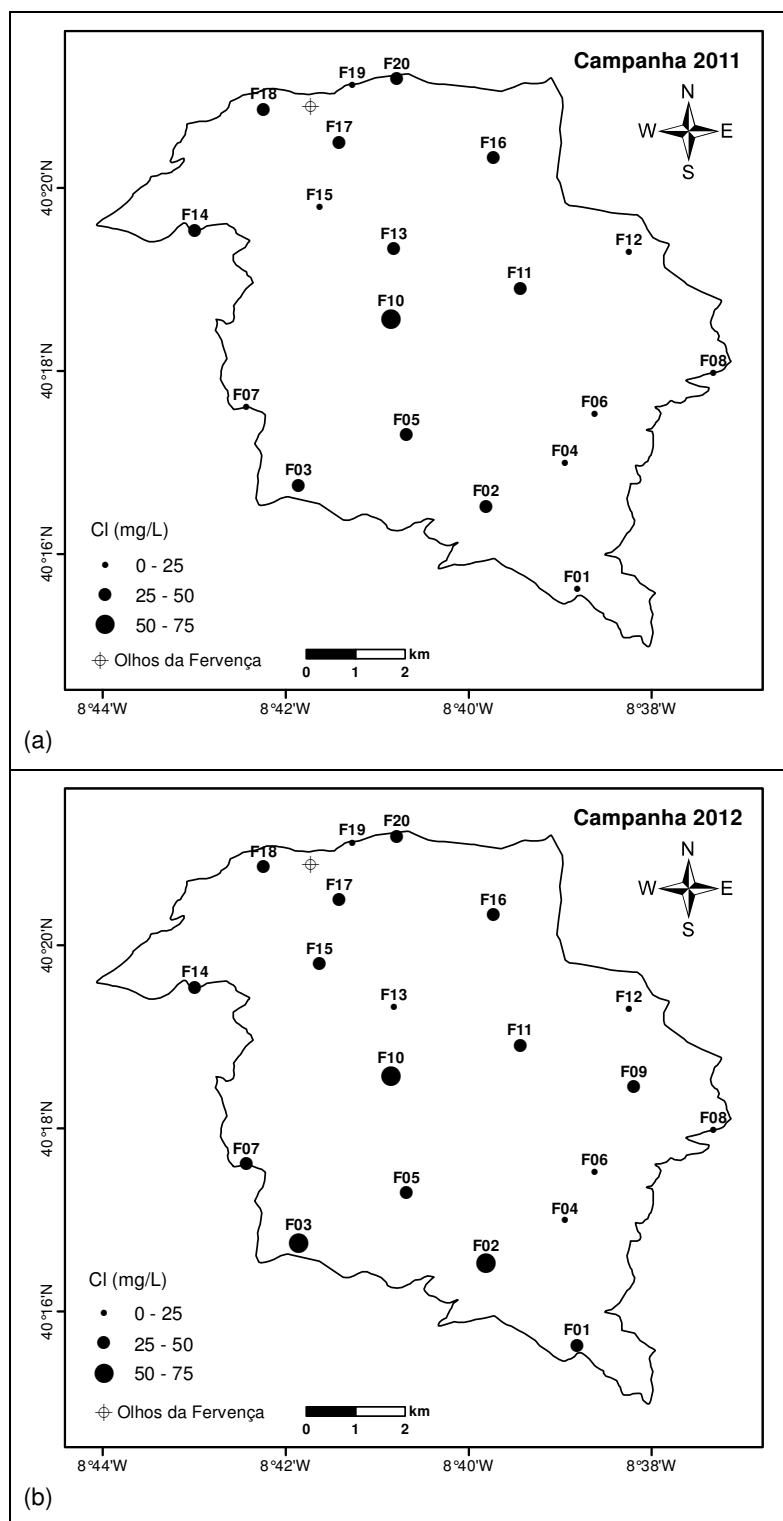 Campanha 2011
N
W E
S
F19
F20
F18
F17
F16
F15
F14
F13
F12
F11
F10
F08
F07
F06
F05
F04
F03
F02
F01
40°20'N
40°18'N
40°16'N
Cl (mg/L)
0 - 25
25 - 50
50 - 75
Olhos da Fervença
km
0 1 2
8°44'W 8°42'W 8°40'W 8°38'W
(a)
Campanha 2012
N
W E
S
F19
F20
F18
F17
F16
F15
F14
F13
F12
F11
F10
F09
F08
F07
F06
F05
F04
F03
F02
F01
40°20'N
40°18'N
40°16'N
Cl (mg/L)
0 - 25
25 - 50
50 - 75
Olhos da Fervença
km
0 1 2
8°44'W 8°42'W 8°40'W 8°38'W
(b)